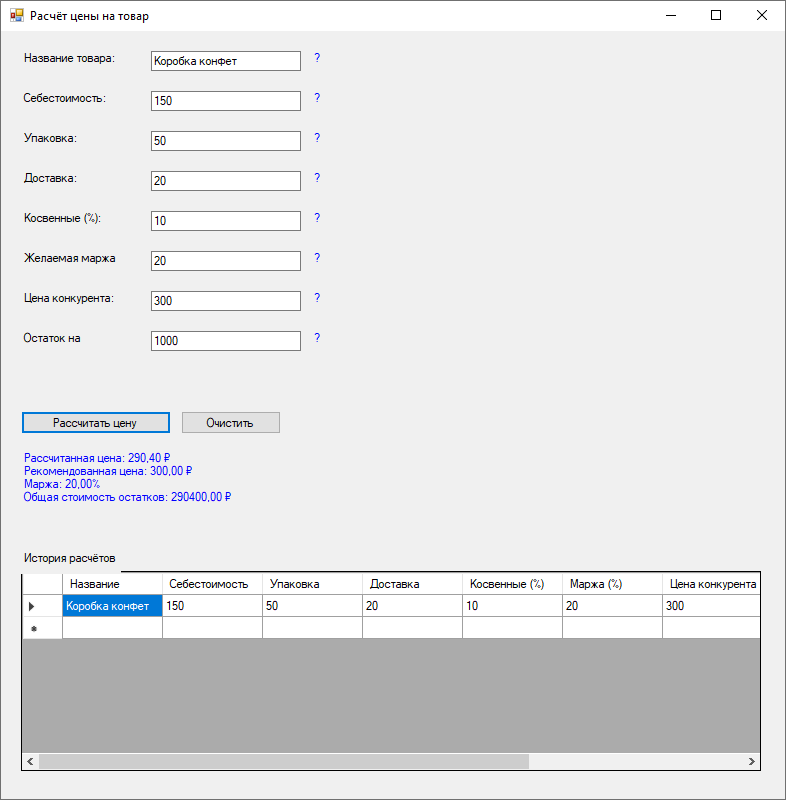 Расчёт цены на товар
Название товара: Коробка конфет ?
Себестоимость: 150 ?
Упаковка: 50 ?
Доставка: 20 ?
Косвенные (%): 10 ?
Желаемая маржа 20 ?
Цена конкурента: 300 ?
Остаток на 1000 ?
Рассчитать цену Очистить
Рассчитанная цена: 290,40 ₽
Рекомендованная цена: 300,00 ₽
Маржа: 20,00%
Общая стоимость остатков: 290400,00 ₽
История расчётов
Название Себестоимость Упаковка Доставка Косвенные (%) Маржа (%) Цена конкурента
Коробка конфет 150 50 20 10 20 300